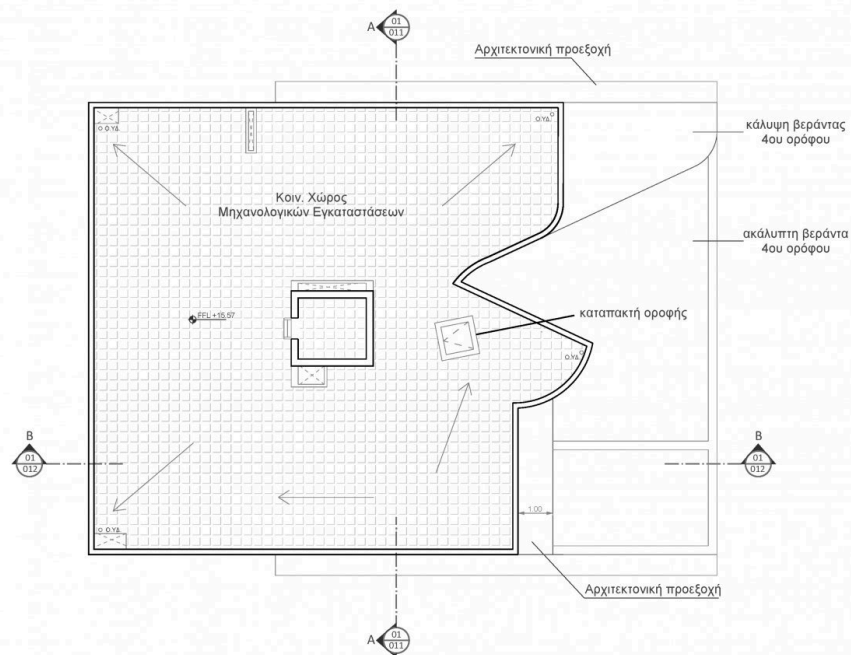 A
01
011
Αρχιτεκτονική προεξοχή
Ο.ΥΔ.
Ο.ΥΔ.
κάλυψη βεράντας
4ου ορόφου
Κοιν. Χώρος
Μηχανολογικών Εγκαταστάσεων
ακάλυπτη βεράντα
4ου ορόφου
FFL +15,57
καταπακτή οροφής
Ο.ΥΔ.
B
01
012
B
01
012
1.00
Ο.ΥΔ.
Αρχιτεκτονική προεξοχή
A
01
011